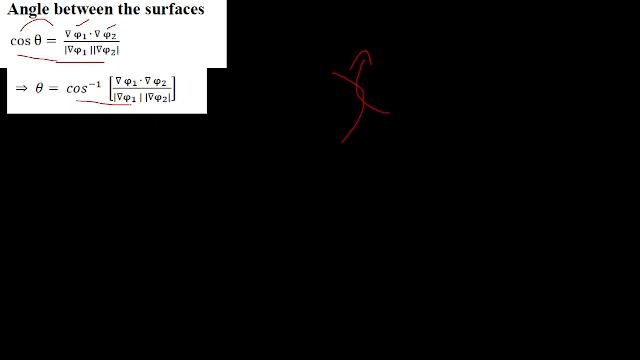 Angle between the surfaces
cos θ = ∇ φ₁ · ∇ φ₂ / |∇φ₁ ||∇φ₂|
⇒ θ = cos⁻¹ [ ∇ φ₁ · ∇ φ₂ / |∇φ₁ | |∇φ₂| ]